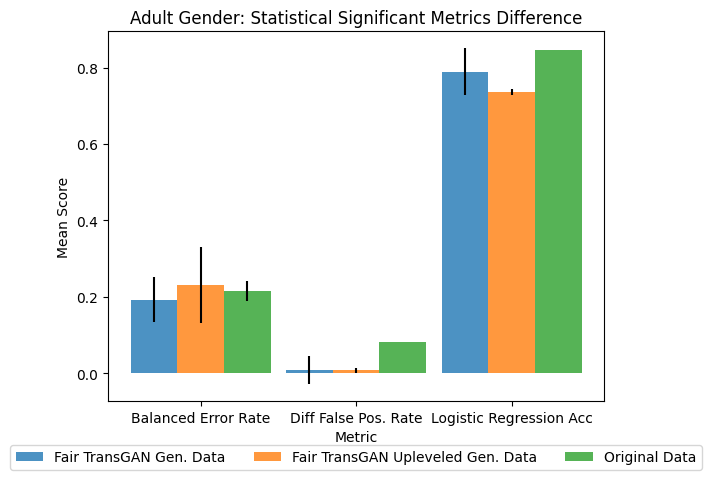 Adult Gender: Statistical Significant Metrics Difference
Mean Score
0.8
0.6
0.4
0.2
0.0
Balanced Error Rate
Diff False Pos. Rate
Logistic Regression Acc
Metric
Fair TransGAN Gen. Data
Fair TransGAN Upleveled Gen. Data
Original Data